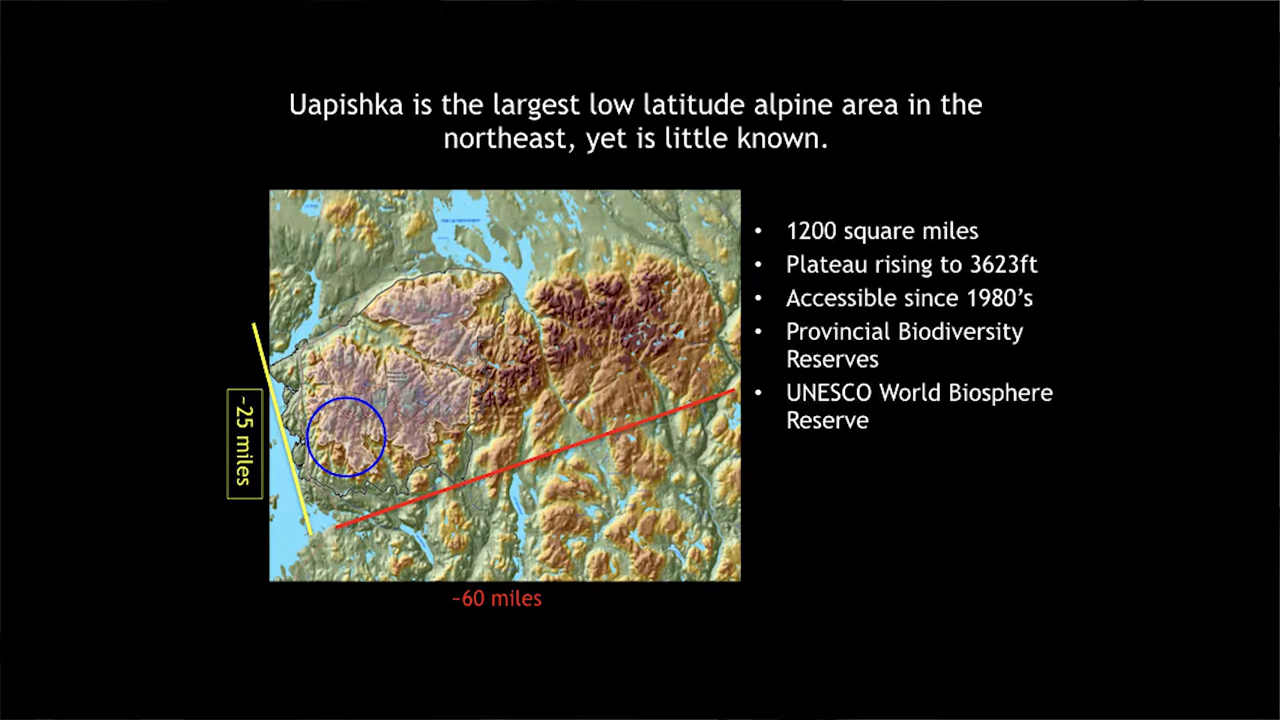 Uapishka is the largest low latitude alpine area in the
northeast, yet is little known.
• 1200 square miles
• Plateau rising to 3623ft
• Accessible since 1980's
• Provincial Biodiversity
Reserves
• UNESCO World Biosphere
Reserve
~25 miles
~60 miles